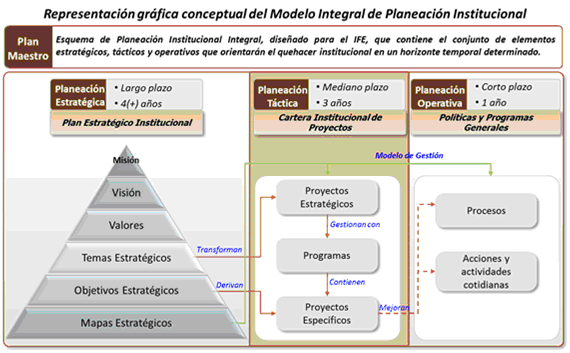 Representación gráfica conceptual del Modelo Integral de Planeación Institucional
Plan
Maestro
Esquema de Planeación Institucional Integral, diseñado para el IFE, que contiene el conjunto de elementos
estratégicos, tácticos y operativos que orientarán el quehacer institucional en un horizonte temporal determinado.
Planeación
Estratégica
• Largo plazo
• 4(+) años
Plan Estratégico Institucional
Planeación
Táctica
• Mediano plazo
• 3 años
Cartera Institucional de
Proyectos
Planeación
Operativa
• Corto plazo
• 1 año
Políticas y Programas
Generales
Modelo de Gestión
Misión
Visión
Valores
Temas Estratégicos
Objetivos Estratégicos
Mapas Estratégicos
Transforman
Derivan
Proyectos
Estratégicos
Gestionan con
Programas
Contienen
Proyectos
Específicos
Mejoran
Procesos
Acciones y
actividades
cotidianas